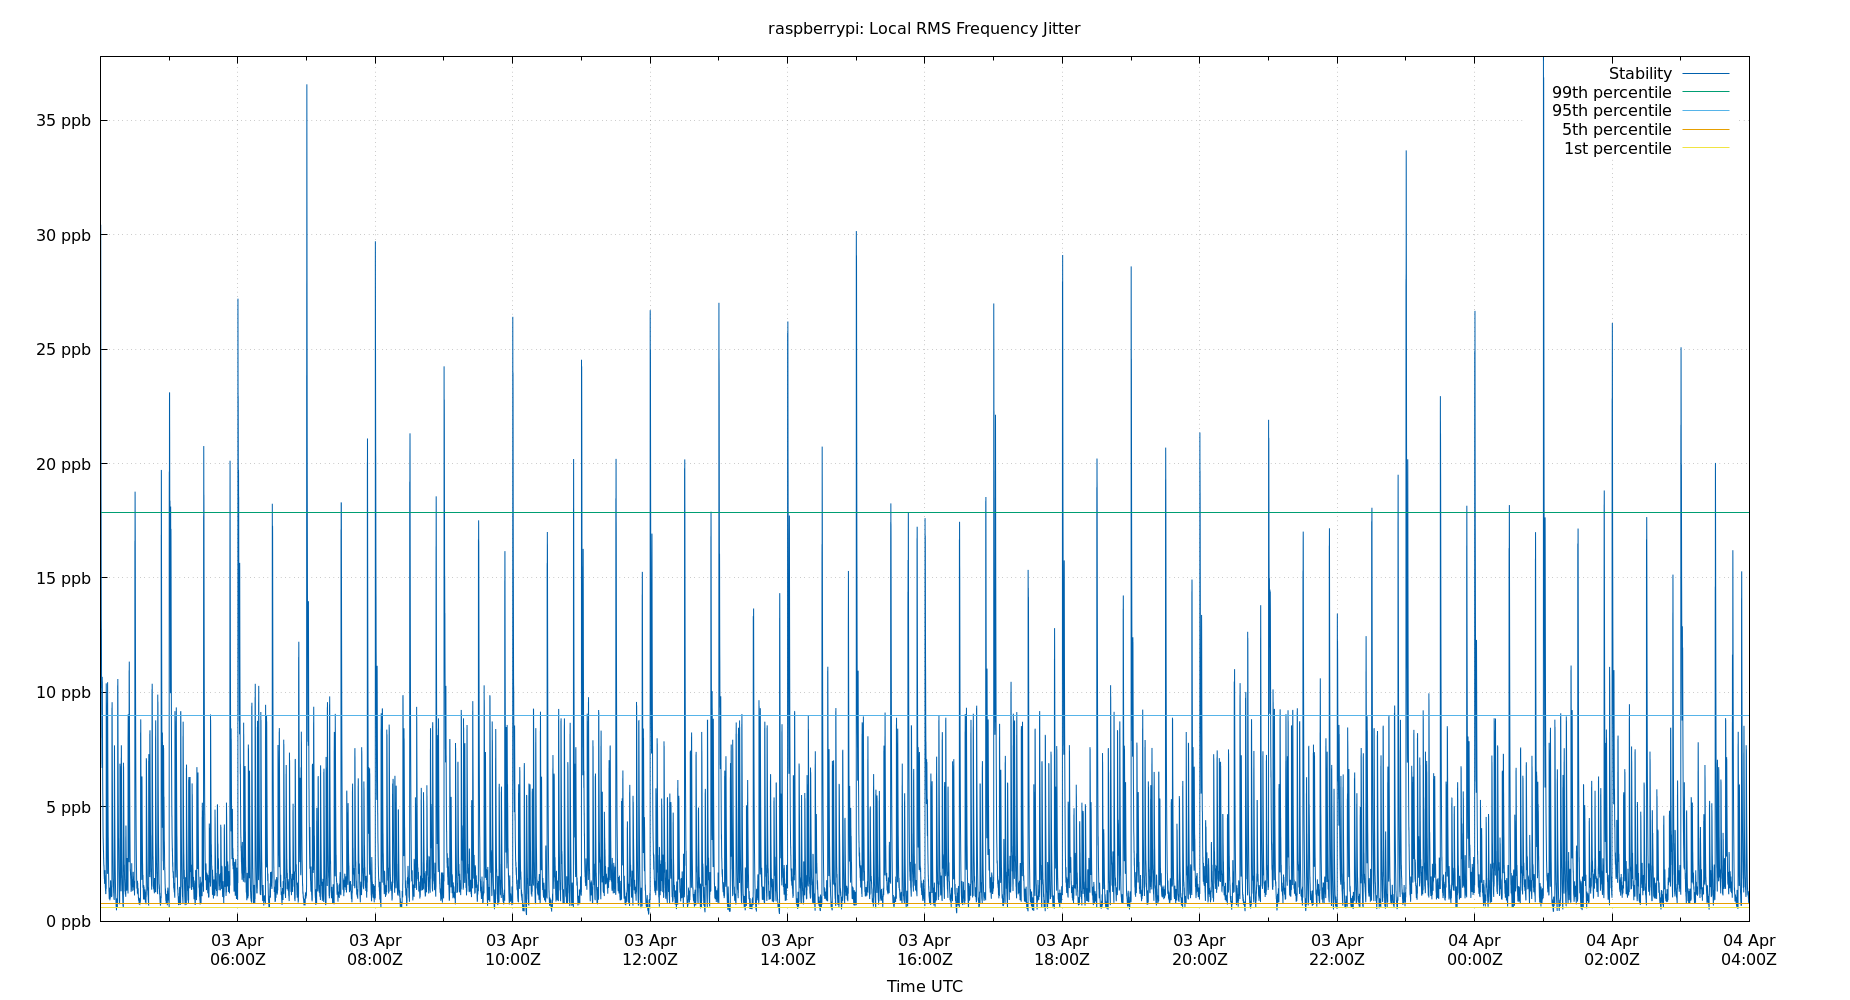 raspberrypi: Local RMS Frequency Jitter
Stability
99th percentile
95th percentile
5th percentile
1st percentile
35 ppb
30 ppb
25 ppb
20 ppb
15 ppb
10 ppb
5 ppb
0 ppb
03 Apr 03 Apr 03 Apr 03 Apr 03 Apr 03 Apr 03 Apr 03 Apr 03 Apr 04 Apr 04 Apr 04 Apr
06:00Z 08:00Z 10:00Z 12:00Z 14:00Z 16:00Z 18:00Z 20:00Z 22:00Z 00:00Z 02:00Z 04:00Z
Time UTC